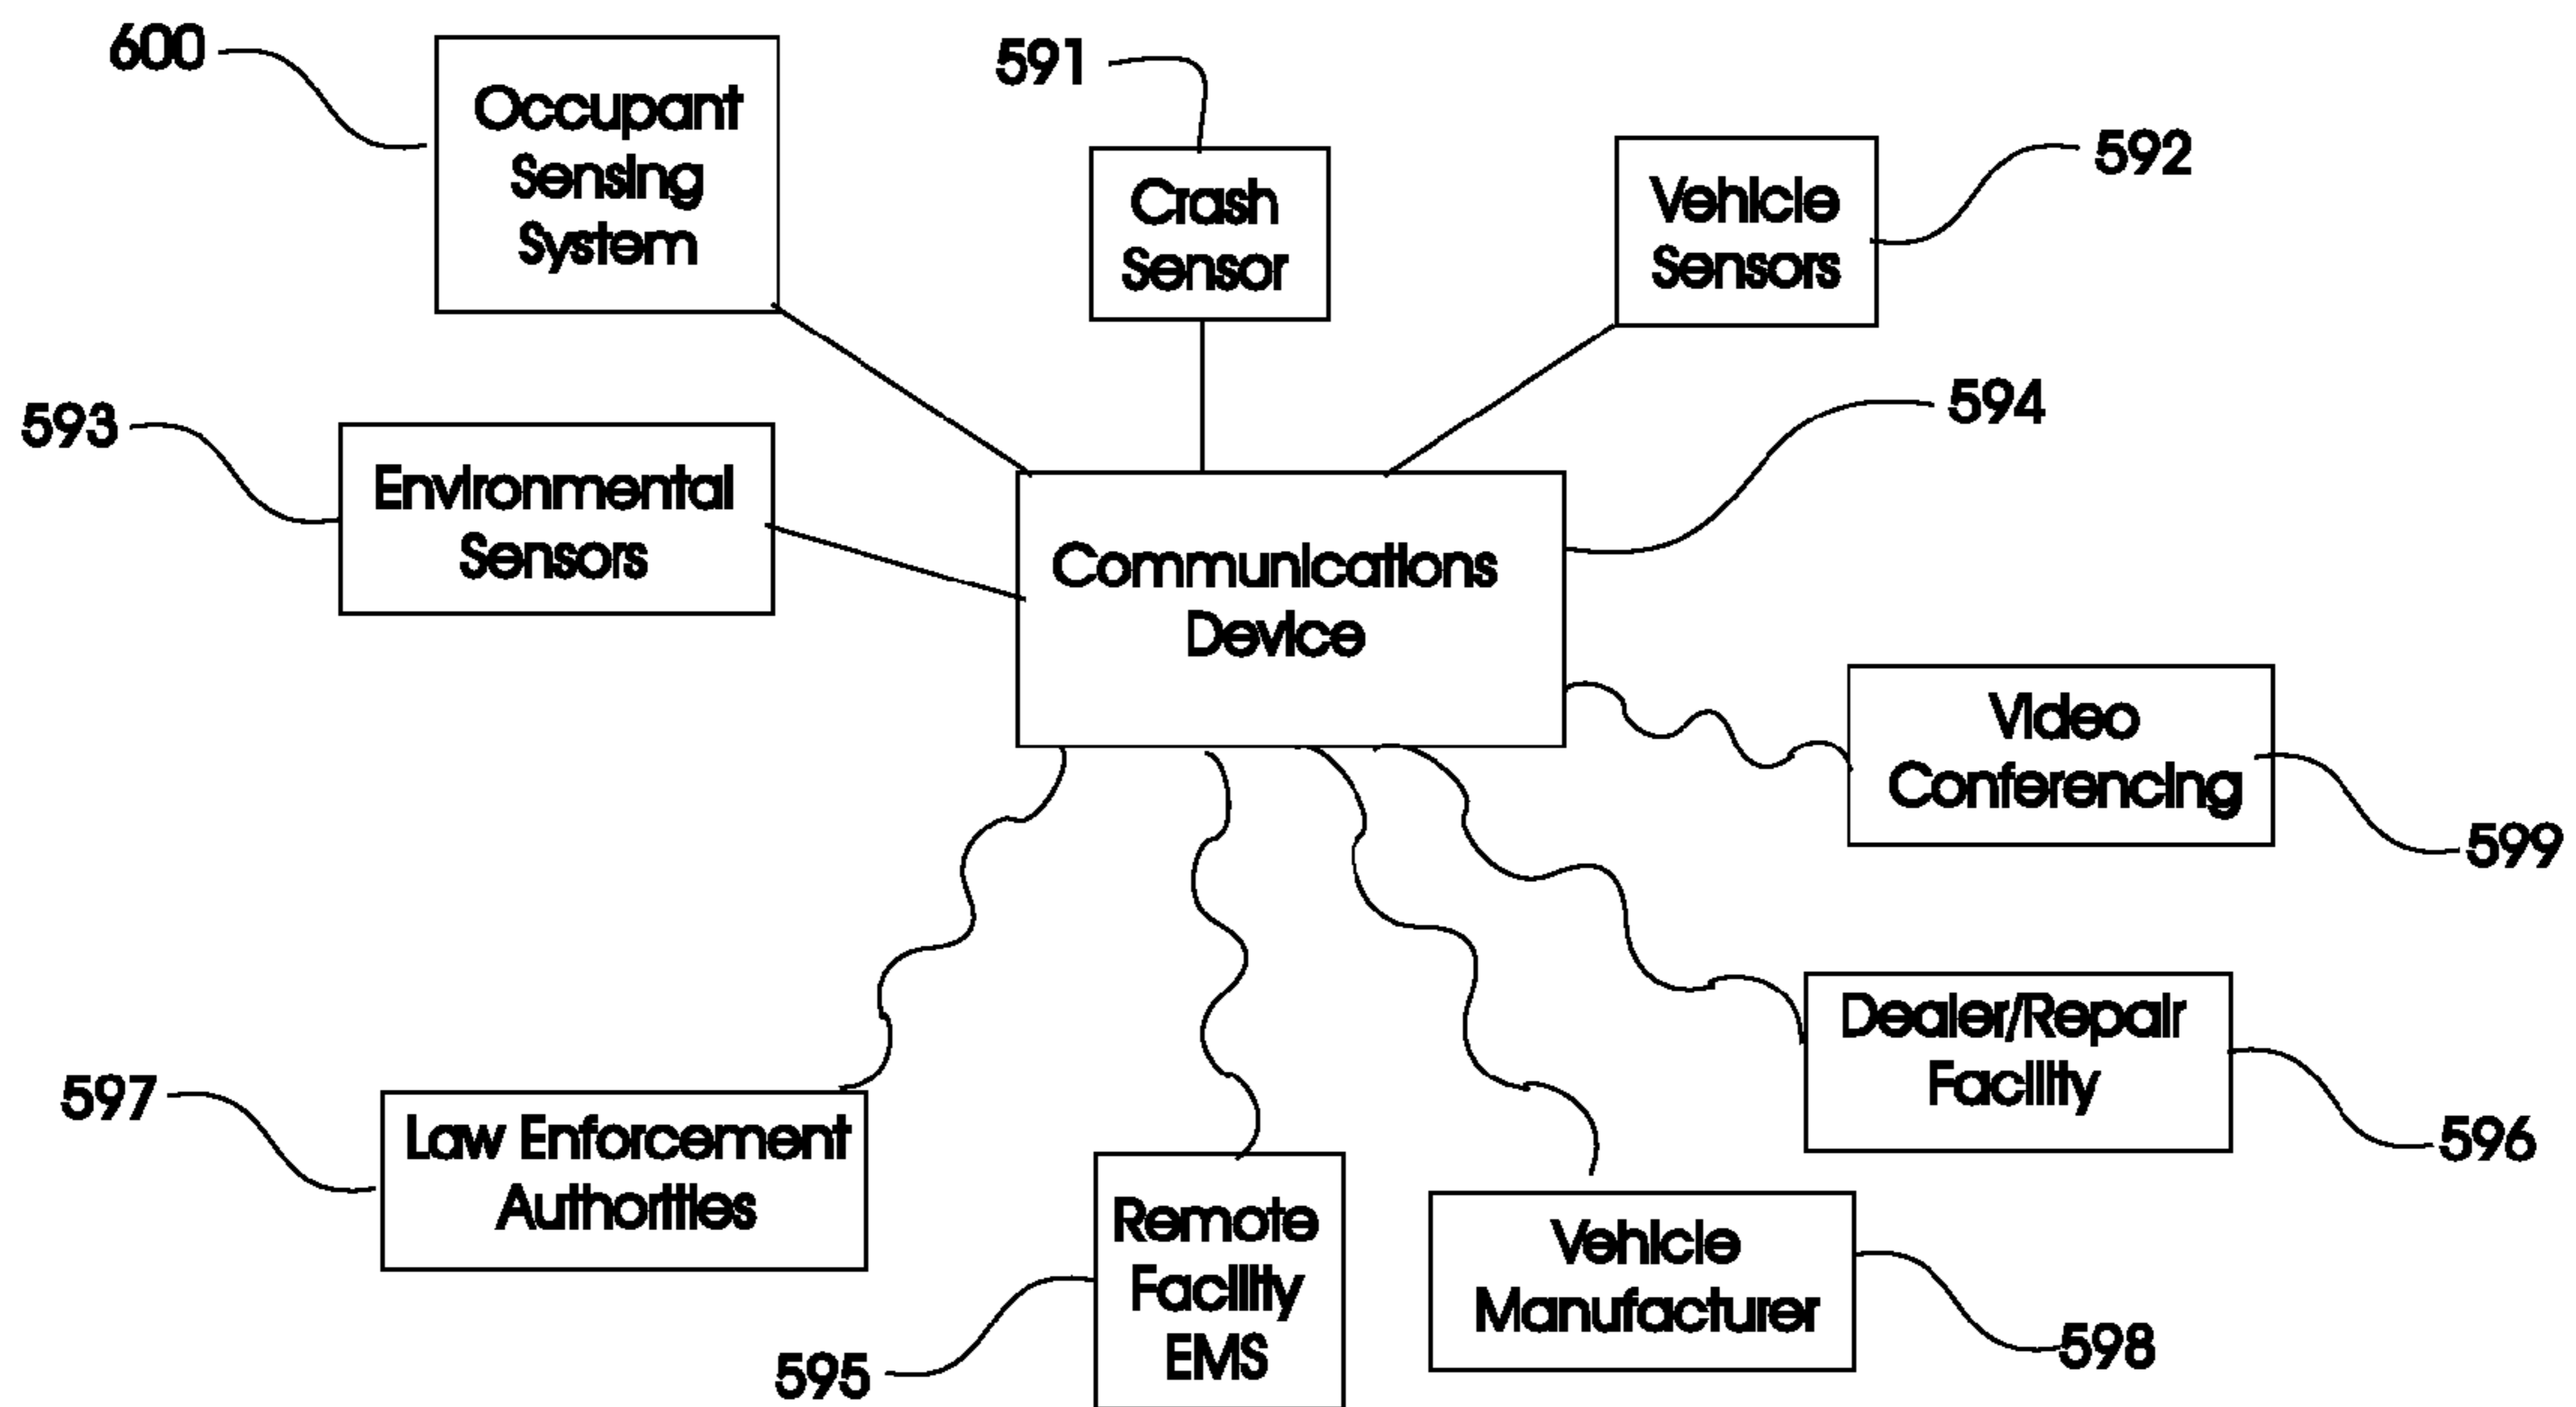 600
Occupant
Sensing
System
591
Crash
Sensor
Vehicle
Sensors
592
593
Environmental
Sensors
594
Communications
Device
Video
Conferencing
599
Dealer/Repair
Facility
596
597
Law Enforcement
Authorities
595
Remote
Facility
EMS
Vehicle
Manufacturer
598